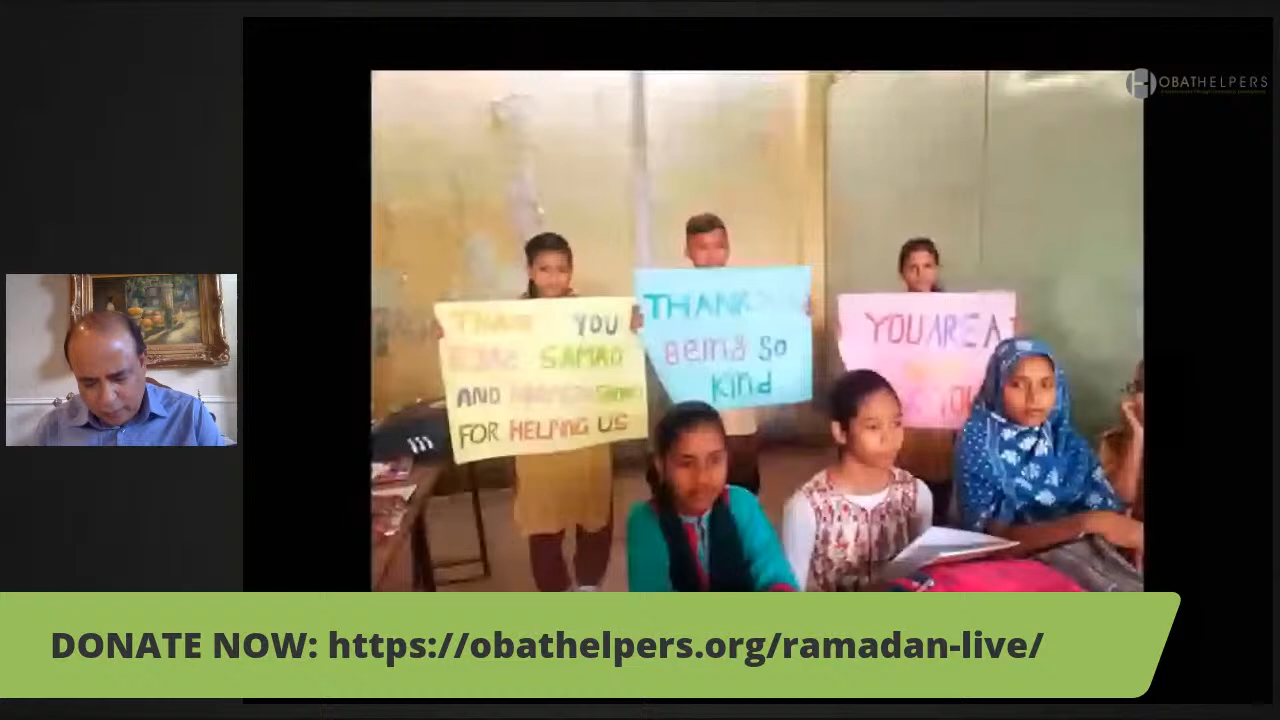 OBATHELPERS
YOU
SAMAD
AND
FOR HELPING US
THANK
BEING SO
Kind
YOU ARE A
DONATE NOW: https://obathelpers.org/ramadan-live/